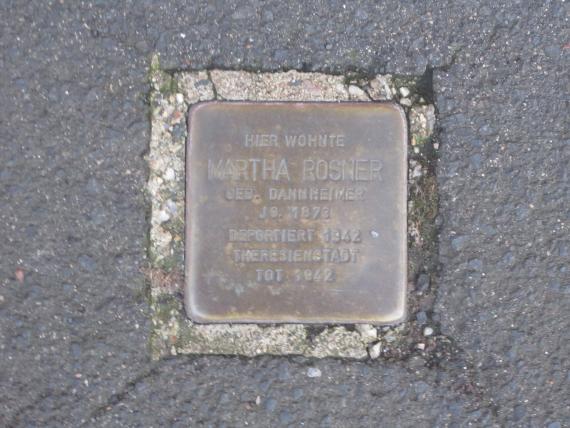 HIER WOHNTE
MARTHA ROSNER
GEB. DANNHEIMER
JG. 1873
DEPORTIERT 1942
THERESIENSTADT
TOT 1942